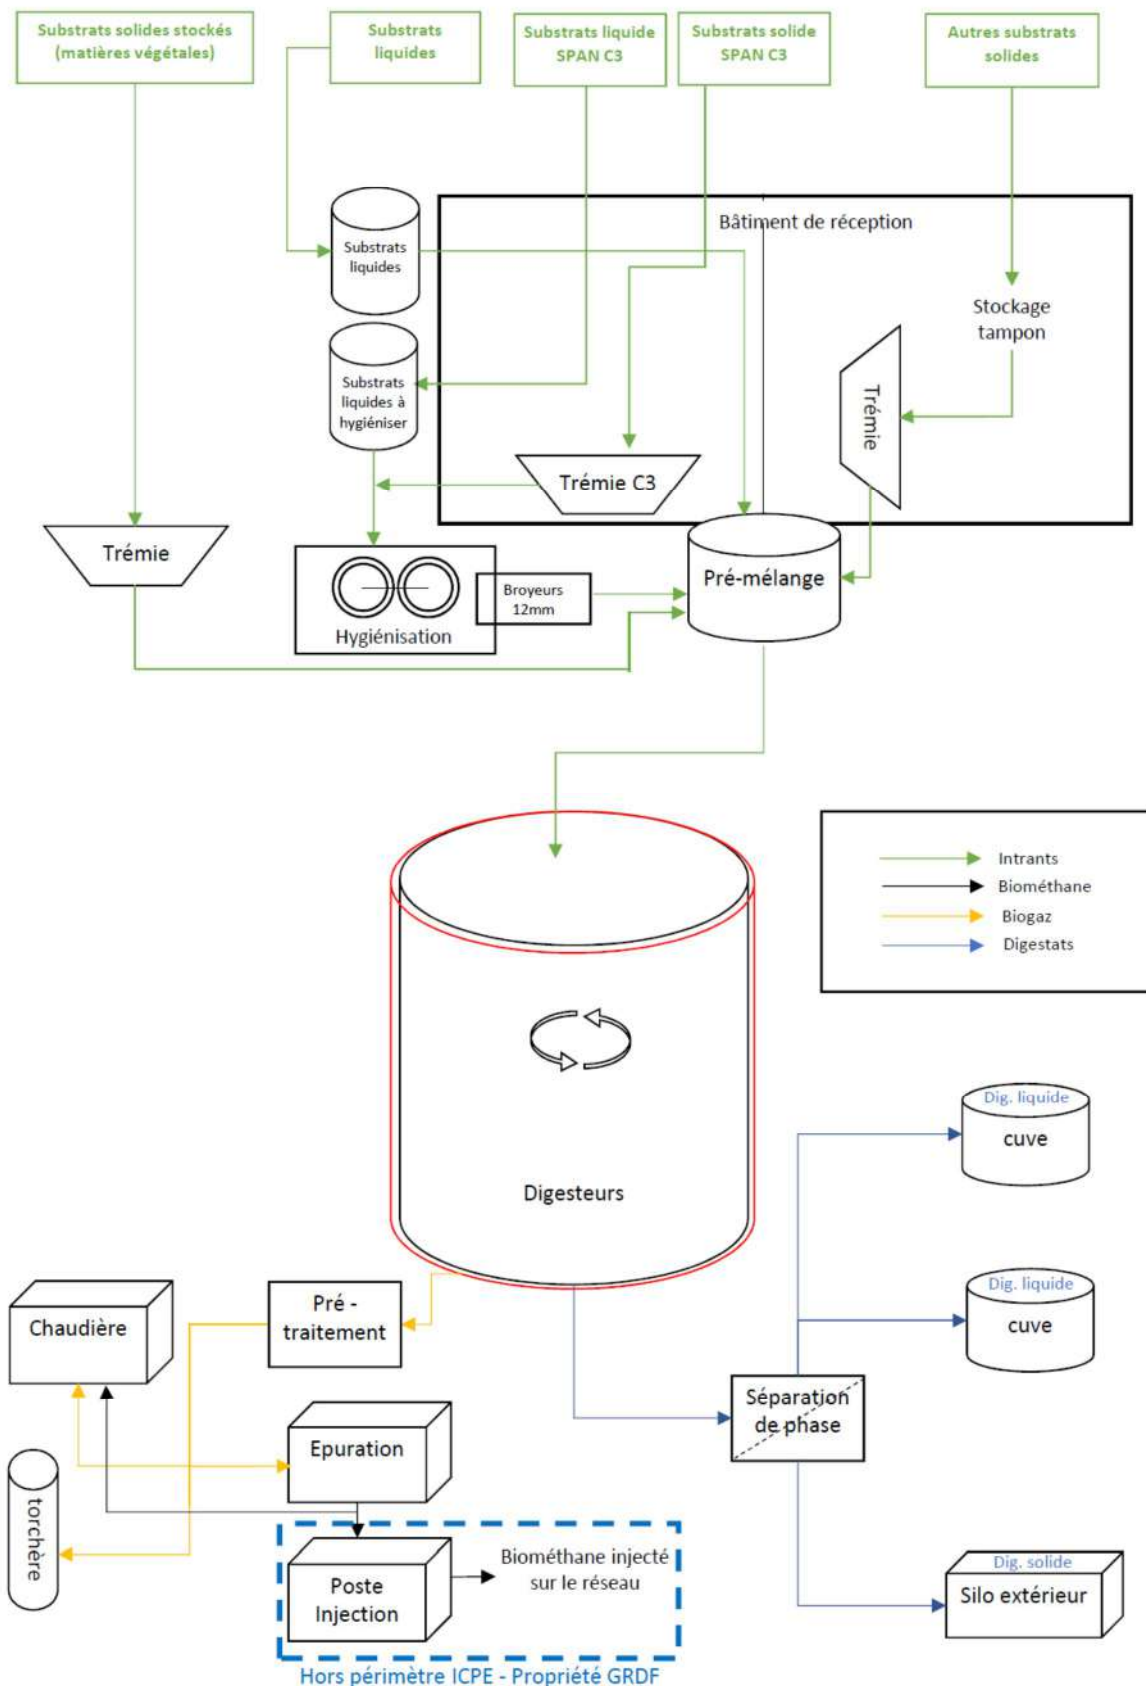 Substrats solides stockés
(matières végétales)
Substrats
liquides
Substrats liquide
SPAN C3
Substrats solide
SPAN C3
Autres substrats
solides
Bâtiment de réception
Substrats
liquides
Stockage
tampon
Substrats
liquides à
hygiéniser
Trémie
Trémie C3
Trémie
Pré-mélange
Broyeurs
12mm
Hygiénisation
Intrants
Biométhane
Biogaz
Digestats
Digesteurs
Dig. liquide
cuve
Dig. liquide
cuve
Pré -
traitement
Chaudière
Séparation
de phase
Epuration
torchère
Poste
Injection
Biométhane injecté
sur le réseau
Dig. solide
Silo extérieur
Hors périmètre ICPE - Propriété GRDF